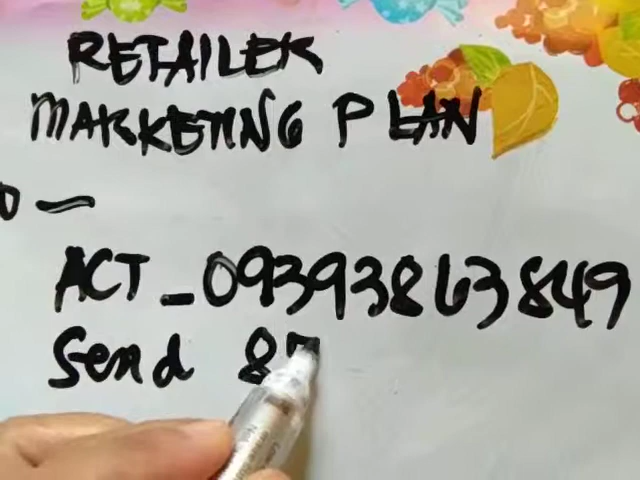 RETAILER
MARKETING PLAN
ACT_09393863849
Send 8